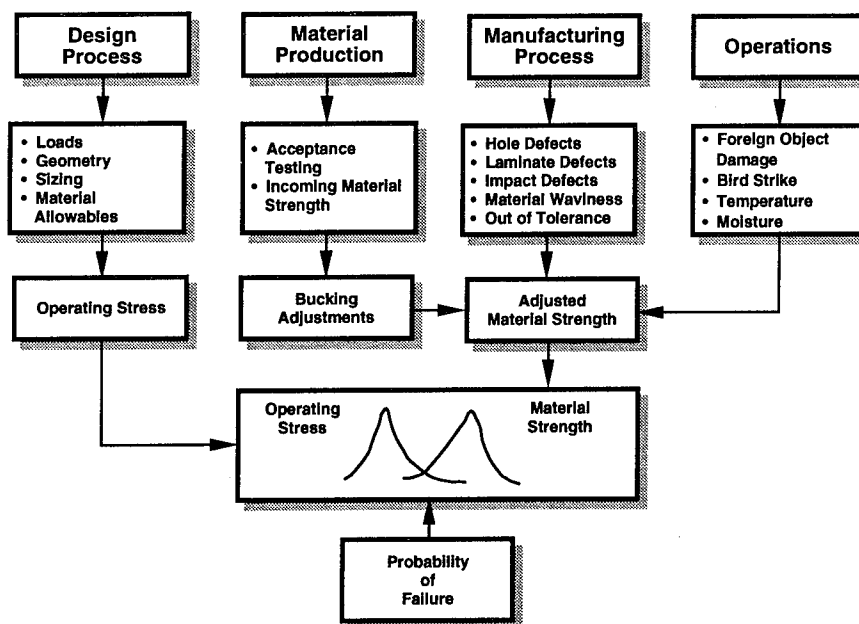 Design
Process
Material
Production
Manufacturing
Process
Operations
• Loads
• Geometry
• Sizing
• Material
Allowables
• Acceptance
Testing
• Incoming Material
Strength
• Hole Defects
• Laminate Defects
• Impact Defects
• Material Waviness
• Out of Tolerance
• Foreign Object
Damage
• Bird Strike
• Temperature
• Moisture
Operating Stress
Bucking
Adjustments
Adjusted
Material Strength
Operating
Stress
Material
Strength
Probability
of
Failure